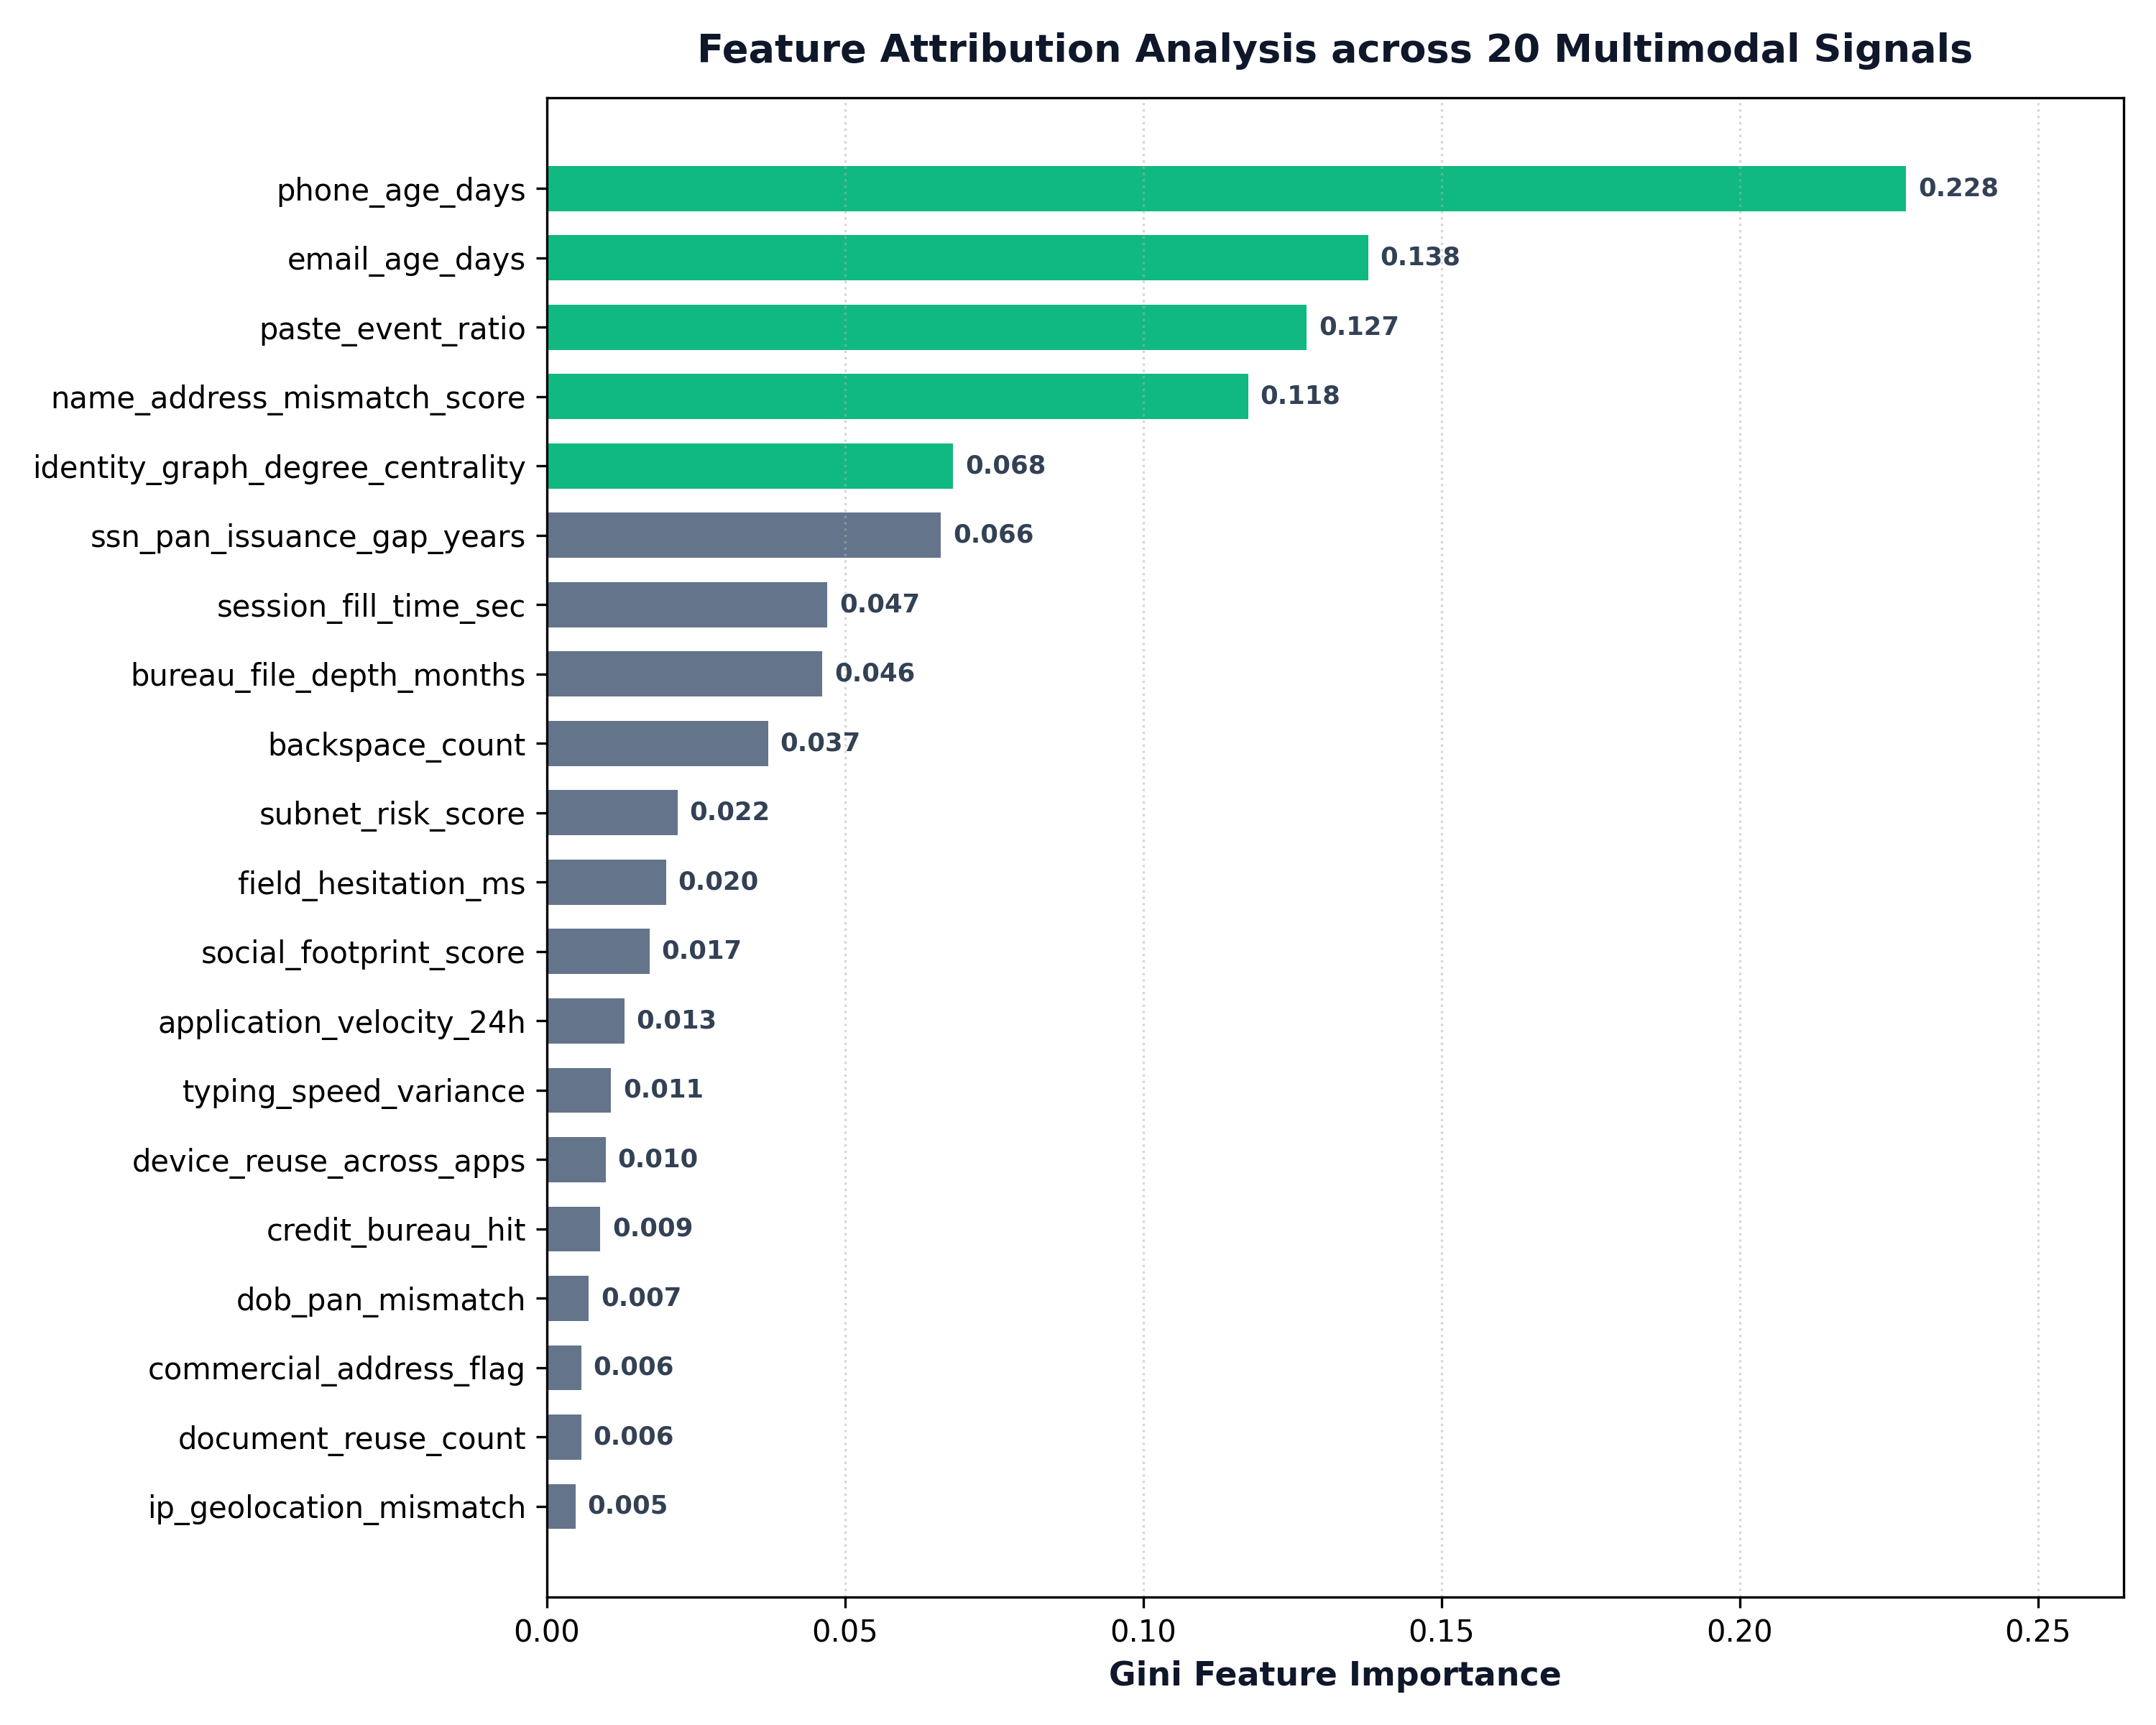 Feature Attribution Analysis across 20 Multimodal Signals
phone_age_days 0.228
email_age_days 0.138
paste_event_ratio 0.127
name_address_mismatch_score 0.118
identity_graph_degree_centrality 0.068
ssn_pan_issuance_gap_years 0.066
session_fill_time_sec 0.047
bureau_file_depth_months 0.046
backspace_count 0.037
subnet_risk_score 0.022
field_hesitation_ms 0.020
social_footprint_score 0.017
application_velocity_24h 0.013
typing_speed_variance 0.011
device_reuse_across_apps 0.010
credit_bureau_hit 0.009
dob_pan_mismatch 0.007
commercial_address_flag 0.006
document_reuse_count 0.006
ip_geolocation_mismatch 0.005
0.00 0.05 0.10 0.15 0.20 0.25
Gini Feature Importance